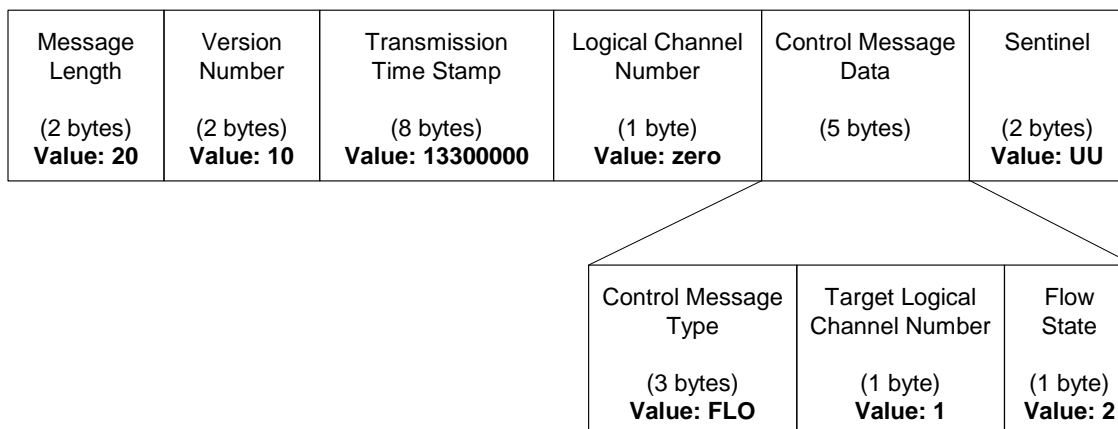 Message
Length
(2 bytes)
Value: 20
Version
Number
(2 bytes)
Value: 10
Transmission
Time Stamp
(8 bytes)
Value: 13300000
Logical Channel
Number
(1 byte)
Value: zero
Control Message
Data
(5 bytes)
Sentinel
(2 bytes)
Value: UU
Control Message
Type
(3 bytes)
Value: FLO
Target Logical
Channel Number
(1 byte)
Value: 1
Flow
State
(1 byte)
Value: 2